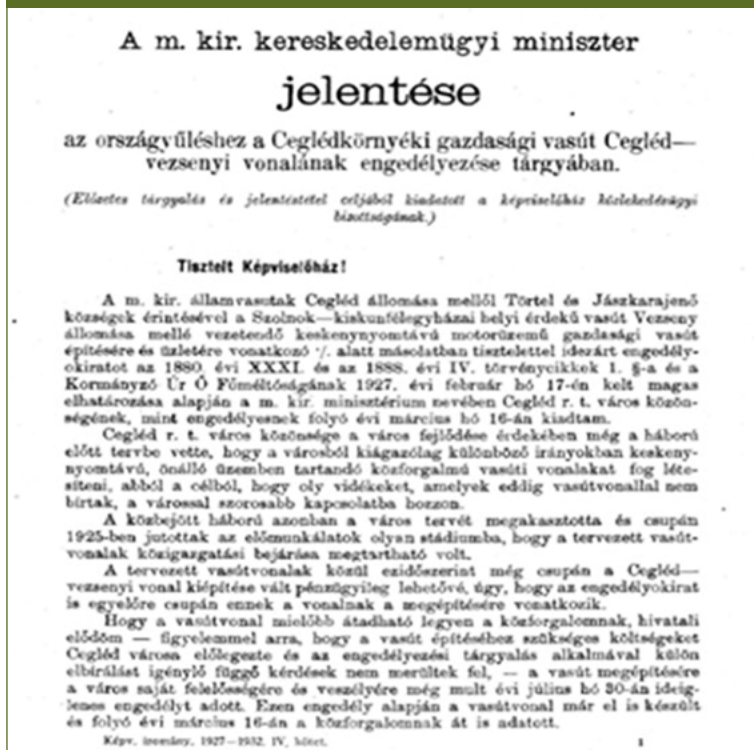 A m. kir. kereskedelemügyi miniszter
jelentése
az országyűléshez a Ceglédkörnyéki gazdasági vasút Cegléd—
vezsenyi vonalának engedélyezése tárgyában.
(Előzetes tárgyalás és jelentéstétel céljából kiadatott a képviselőház közlekedésügyi
bizottságának.)
Tisztelt Képviselőház!
A m. kir. államvasutak Cegléd állomása mellől Törtel és Jászkarajenő
községek érintésével a Szolnok—kiskunfélegyházai helyi érdekű vasút Vezseny
állomása mellé vezetendő keskenynyomtávú motorüzemű gazdasági vasút
építésére és üzletére vonatkozó ·/. alatt másolatban tisztelettel idezárt engedély-
okiratot az 1880. évi XXXI. és az 1888. évi IV. törvénycikkek 1. §-a és a
Kormányzó Úr Ő Főméltóságának 1927. évi február hó 17-én kelt magas
elhatározása alapján a m. kir. minisztérium nevében Cegléd r. t. város közön-
ségének, mint engedélyesnek folyó évi március hó 16-án kiadtam.
Cegléd r. t. város közönsége a város fejlődése érdekében még a háború
előtt tervbe vette, hogy a városból kiágazólag különböző irányokban keskeny-
nyomtávú, önálló üzemben tartandó közforgalmú vasúti vonalakat fog léte-
síteni, abból a célból, hogy oly vidékeket, amelyek eddig vasútvonallal nem
bírtak, a várossal szorosabb kapcsolatba hozzon.
A közbejött háború azonban a város tervét megakasztotta és csupán
1925-ben jutottak az előmunkálatok olyan stádiumba, hogy a tervezett vasút-
vonalak közigazgatási bejárása megtartható volt.
A tervezett vasútvonalak közül ezidőszerint még csupán a Cegléd—
vezsenyi vonal kiépítése vált pénzügyileg lehetővé, úgy, hogy az engedélyokirat
is egyelőre csupán ennek a vonalnak a megépítésére vonatkozik.
Hogy a vasútvonal mielőbb átadható legyen a közforgalomnak, hivatali
elődöm — figyelemmel arra, hogy a vasút építéséhez szükséges költségeket
Cegléd városa előlegezte és az engedélyezési tárgyalás alkalmával külön
elbírálást igénylő függő kérdések nem merültek fel, — a vasút megépítésére
a város saját felelősségére és veszélyére még mult évi július hó 30-án ideig-
lenes engedélyt adott. Ezen engedély alapján a vasútvonal már el is készült
és folyó évi március 16-án a közforgalomnak át is adatott.
Képv. iromány. 1927—1932. IV. kötet.
1